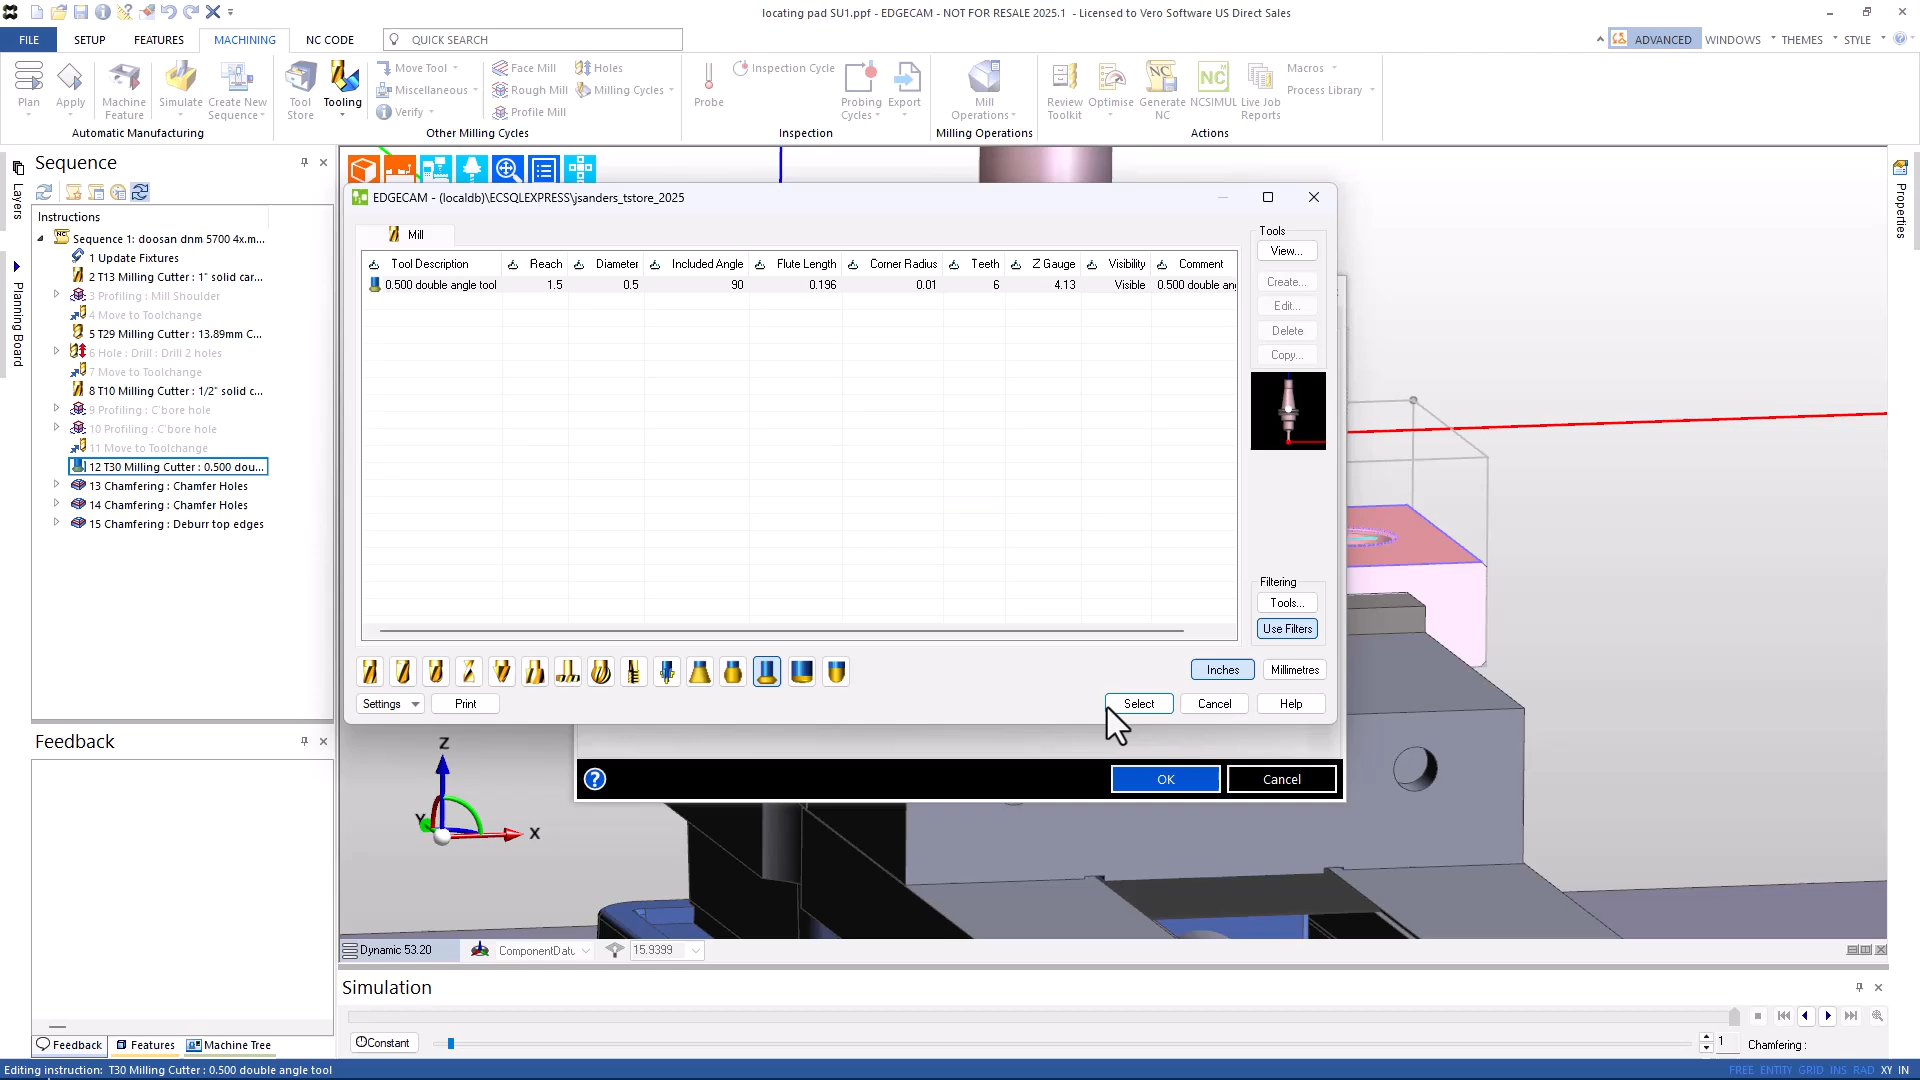 locating pad SU1.ppf - EDGECAM - NOT FOR RESALE 2025.1 - Licensed to Vero Software US Direct Sales
FILE SETUP FEATURES MACHINING NC CODE QUICK SEARCH ADVANCED WINDOWS THEMES STYLE
Plan Apply Machine Feature Simulate Create New Sequence Tool Store Tooling
Move Tool
Miscellaneous
Verify
Face Mill
Rough Mill
Profile Mill
Holes
Milling Cycles
Probe Inspection Cycle Probing Cycles Export Mill Operations
Review Toolkit Optimise Generate NC NCSIMUL Live Job Reports
Macros
Process Library
Automatic Manufacturing Other Milling Cycles Inspection Milling Operations Actions
Sequence
Layers
Planning Board
Properties
Instructions
Sequence 1: doosan dnm 5700 4x.m...
1 Update Fixtures
2 T13 Milling Cutter : 1" solid car...
3 Profiling : Mill Shoulder
4 Move to Toolchange
5 T29 Milling Cutter : 13.89mm C...
6 Hole : Drill : Drill 2 holes
7 Move to Toolchange
8 T10 Milling Cutter : 1/2" solid c...
9 Profiling : C'bore hole
10 Profiling : C'bore hole
11 Move to Toolchange
12 T30 Milling Cutter : 0.500 dou...
13 Chamfering : Chamfer Holes
14 Chamfering : Chamfer Holes
15 Chamfering : Deburr top edges
EDGECAM - (localdb)\ECSQLEXPRESS\jsanders_tstore_2025
Mill
Tool Description Reach Diameter Included Angle Flute Length Corner Radius Teeth Z Gauge Visibility Comment
0.500 double angle tool 1.5 0.5 90 0.196 0.01 6 4.13 Visible 0.500 double an
Tools
View...
Create...
Edit...
Delete
Copy...
Filtering
Tools...
Use Filters
Inches Millimetres
Settings Print Select Cancel Help
OK Cancel
Feedback
Z
Y
X
Dynamic 53.20 ComponentDatu 15.9399
Simulation
Constant 1 Chamfering :
Feedback Features Machine Tree
Editing instruction: T30 Milling Cutter : 0.500 double angle tool
FREE ENTITY GRID INS RAD XY IN